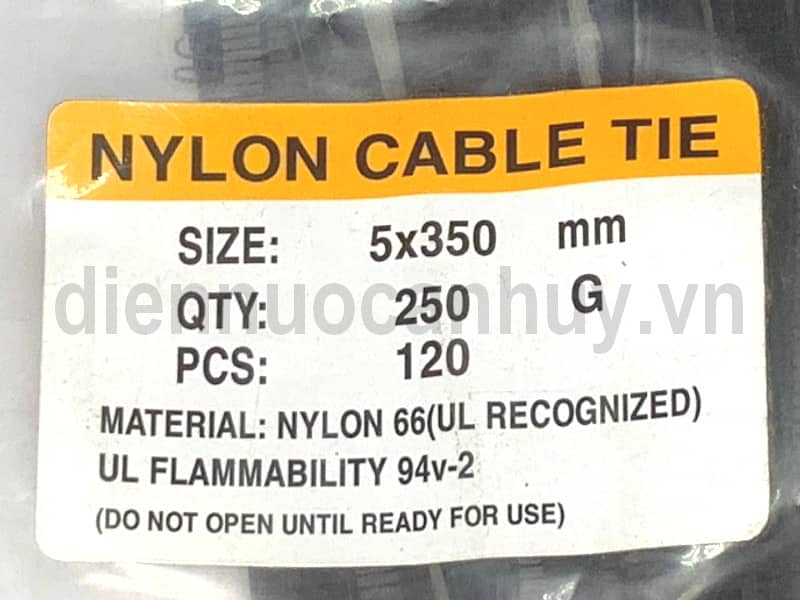 NYLON CABLE TIE
SIZE: 5x350 mm
diennuocanhuy.vn
QTY: 250 G
PCS: 120
MATERIAL: NYLON 66(UL RECOGNIZED)
UL FLAMMABILITY 94v-2
(DO NOT OPEN UNTIL READY FOR USE)